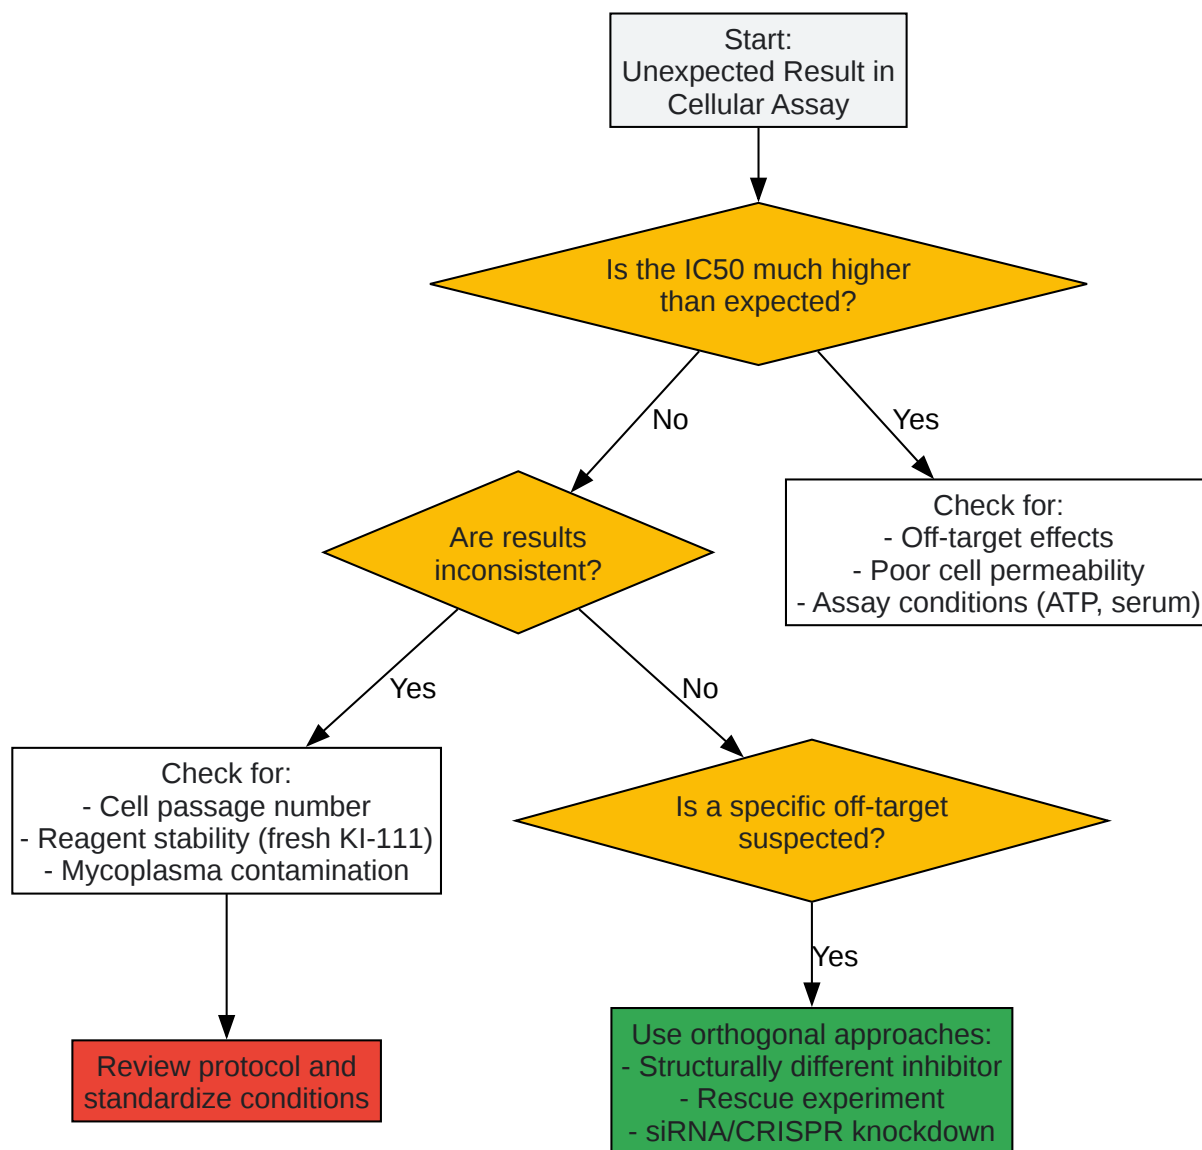 Start:
Unexpected Result in
Cellular Assay
Is the IC50 much higher
than expected?
No
Yes
Are results
inconsistent?
Check for:
- Off-target effects
- Poor cell permeability
- Assay conditions (ATP, serum)
Yes
No
Check for:
- Cell passage number
- Reagent stability (fresh KI-111)
- Mycoplasma contamination
Is a specific off-target
suspected?
Yes
Review protocol and
standardize conditions
Use orthogonal approaches:
- Structurally different inhibitor
- Rescue experiment
- siRNA/CRISPR knockdown